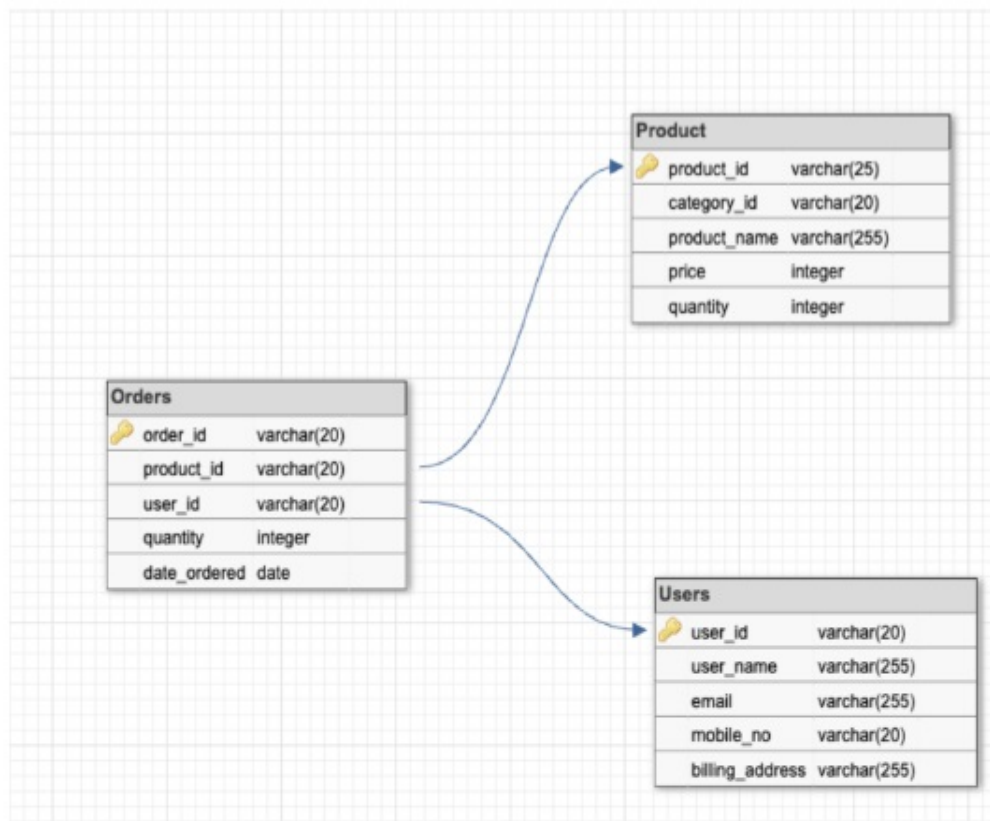 Product
product_id varchar(25)
category_id varchar(20)
product_name varchar(255)
price integer
quantity integer
Orders
order_id varchar(20)
product_id varchar(20)
user_id varchar(20)
quantity integer
date_ordered date
Users
user_id varchar(20)
user_name varchar(255)
email varchar(255)
mobile_no varchar(20)
billing_address varchar(255)